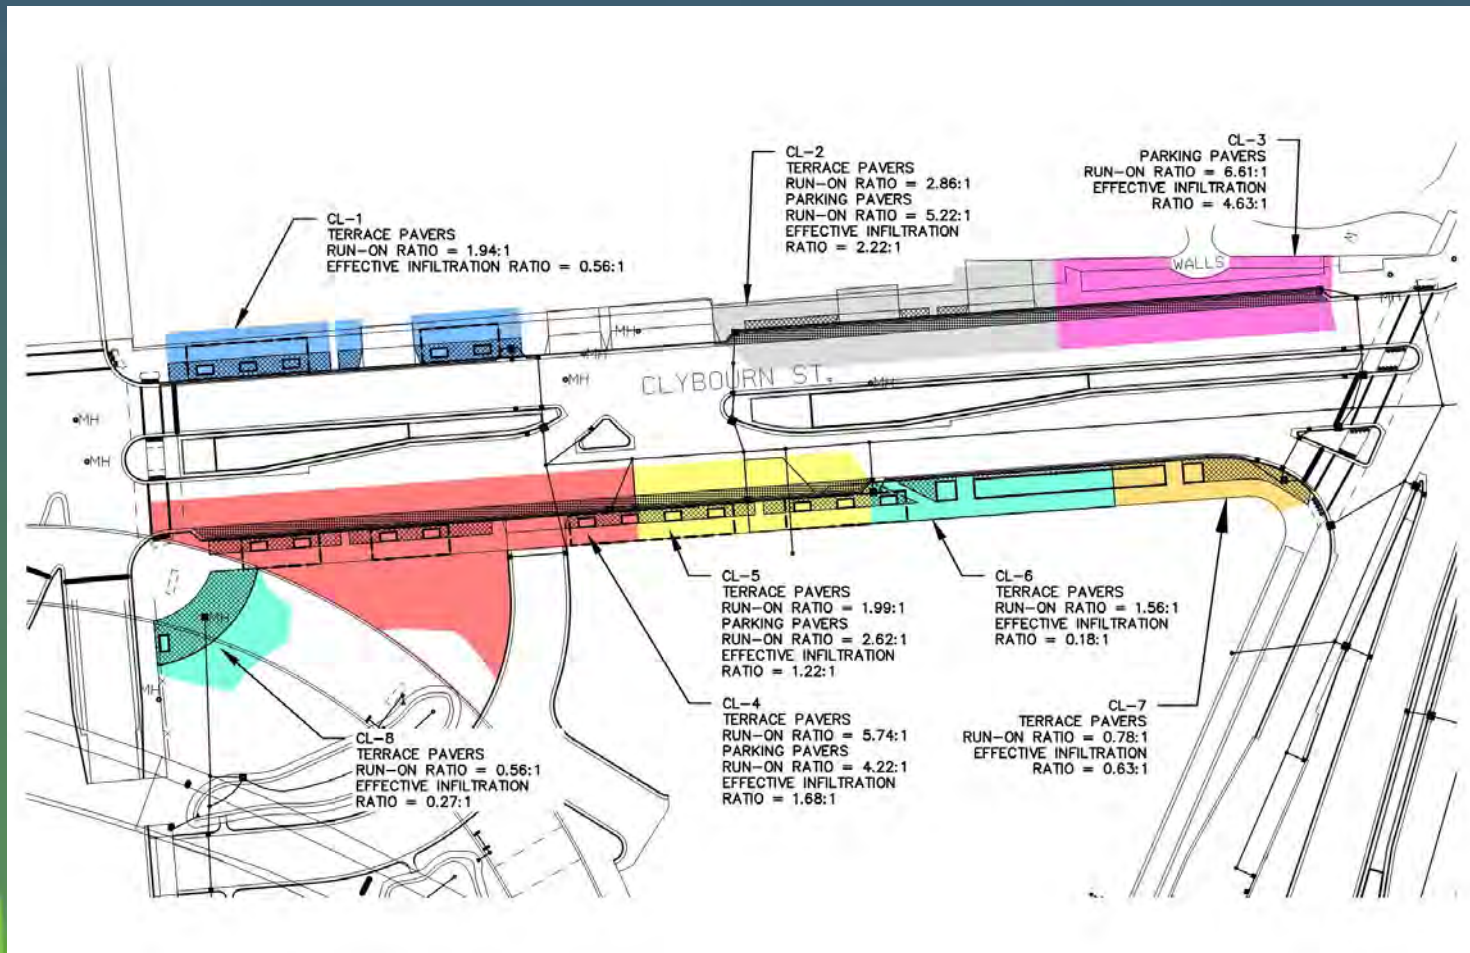 CL-1
TERRACE PAVERS
RUN-ON RATIO = 1.94:1
EFFECTIVE INFILTRATION RATIO = 0.56:1
CL-2
TERRACE PAVERS
RUN-ON RATIO = 2.86:1
PARKING PAVERS
RUN-ON RATIO = 5.22:1
EFFECTIVE INFILTRATION
RATIO = 2.22:1
CL-3
PARKING PAVERS
RUN-ON RATIO = 6.61:1
EFFECTIVE INFILTRATION
RATIO = 4.63:1
WALLS
MH
MH
MH
MH
MH
CLYBOURN ST.
MH
MH
MH
MH
CL-5
TERRACE PAVERS
RUN-ON RATIO = 1.99:1
PARKING PAVERS
RUN-ON RATIO = 2.62:1
EFFECTIVE INFILTRATION
RATIO = 1.22:1
CL-6
TERRACE PAVERS
RUN-ON RATIO = 1.56:1
EFFECTIVE INFILTRATION
RATIO = 0.18:1
CL-4
TERRACE PAVERS
RUN-ON RATIO = 5.74:1
PARKING PAVERS
RUN-ON RATIO = 4.22:1
EFFECTIVE INFILTRATION
RATIO = 1.68:1
CL-7
TERRACE PAVERS
RUN-ON RATIO = 0.78:1
EFFECTIVE INFILTRATION
RATIO = 0.63:1
CL-8
TERRACE PAVERS
RUN-ON RATIO = 0.56:1
EFFECTIVE INFILTRATION
RATIO = 0.27:1